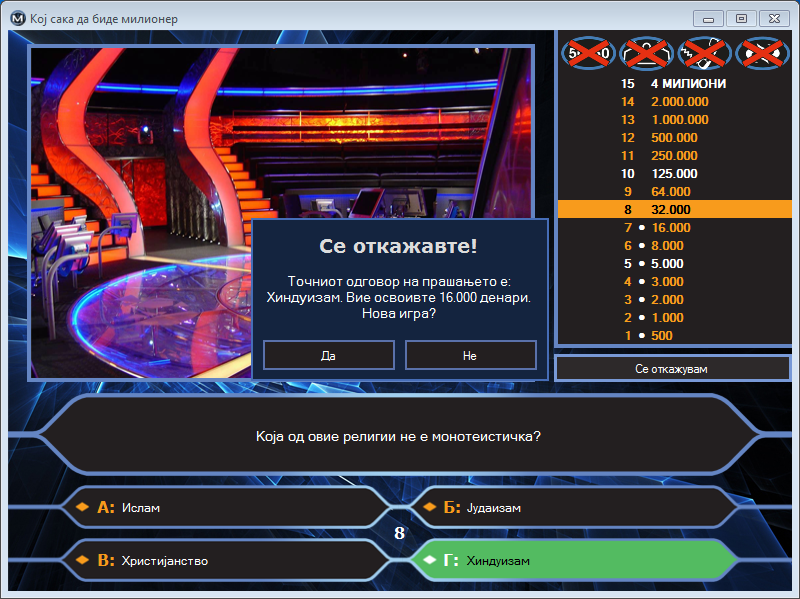 Кој сака да биде милионер
15 4 МИЛИОНИ
14 2.000.000
13 1.000.000
12 500.000
11 250.000
10 125.000
9 64.000
8 32.000
7 • 16.000
6 • 8.000
5 • 5.000
4 • 3.000
3 • 2.000
2 • 1.000
1 • 500
Се откажувам
Се откажавте!
Точниот одговор на прашањето е:
Хиндуизам. Вие освоивте 16.000 денари.
Нова игра?
Да
Не
Која од овие религии не е монотеистичка?
А: Ислам
Б: Јудаизам
8
В: Христијанство
Г: Хиндуизам